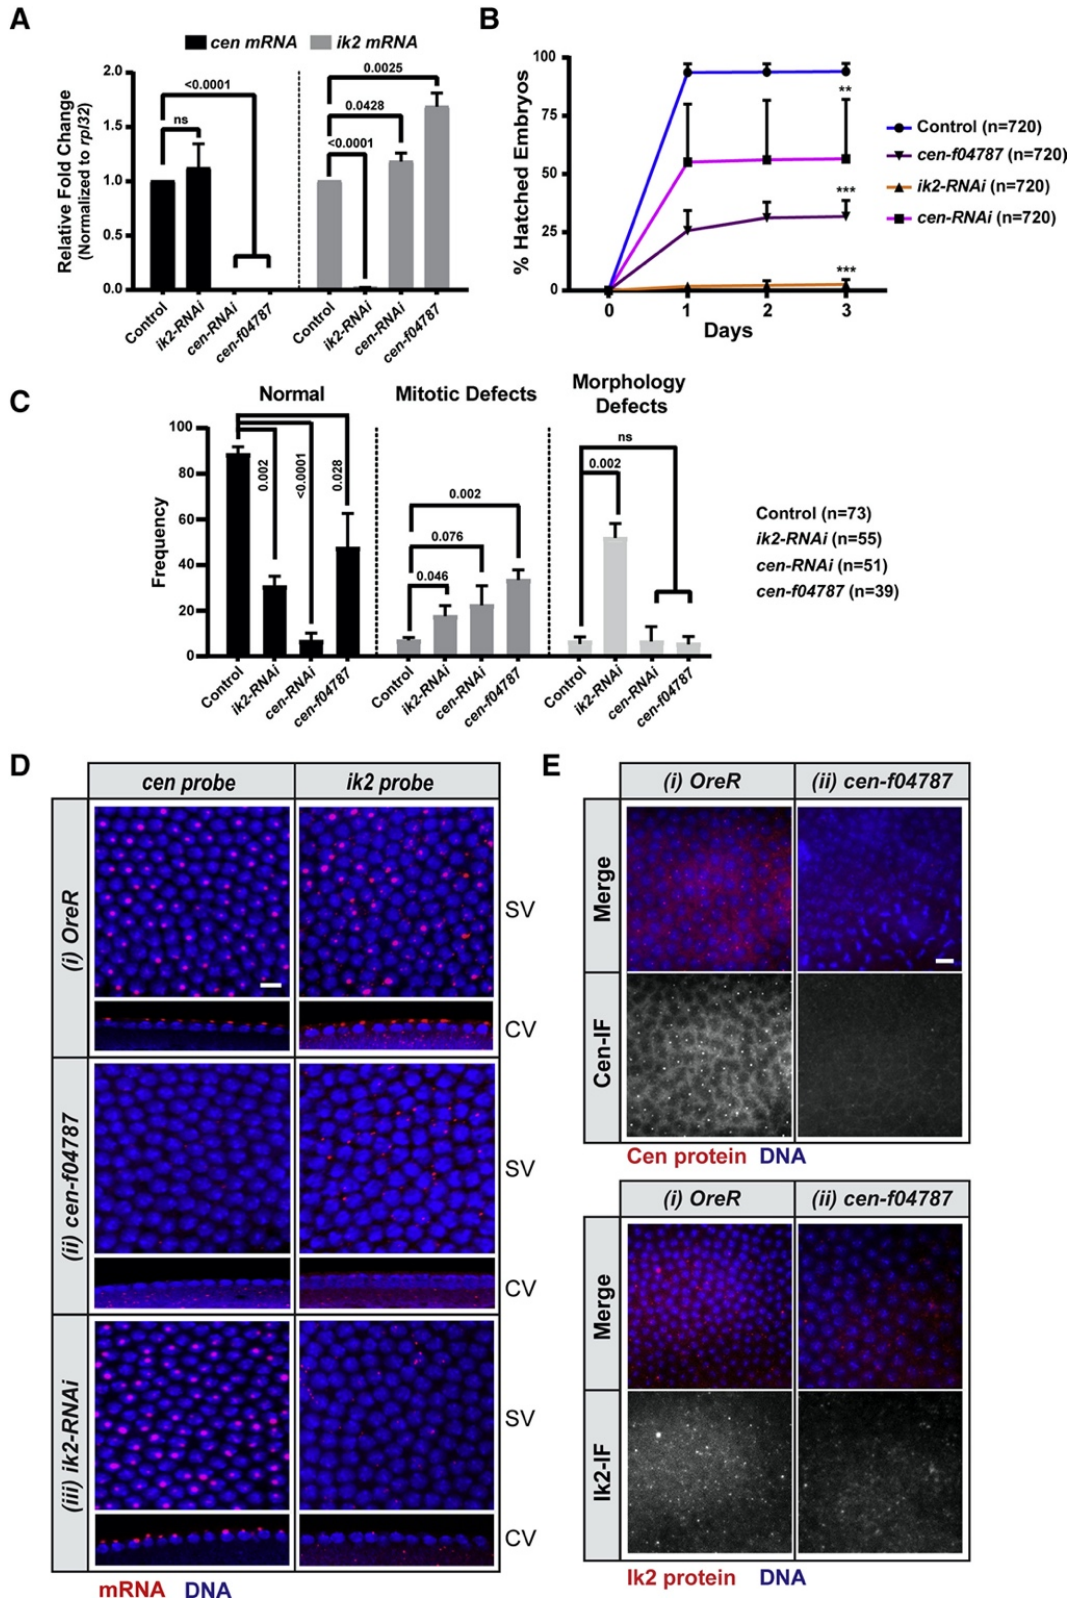 A
cen mRNA ik2 mRNA
Relative Fold Change
(Normalized to rpl32)
2.0
1.5
1.0
0.5
0.0
<0.0001
ns
0.0025
0.0428
<0.0001
Control
ik2-RNAi
cen-RNAi
cen-f04787
Control
ik2-RNAi
cen-RNAi
cen-f04787
B
% Hatched Embryos
100
75
50
25
0
**
***
***
0 1 2 3
Days
Control (n=720)
cen-f04787 (n=720)
ik2-RNAi (n=720)
cen-RNAi (n=720)
C
Normal
Mitotic Defects
Morphology
Defects
Frequency
100
80
60
40
20
0
0.002
<0.0001
0.028
0.046
0.076
0.002
ns
0.002
Control
ik2-RNAi
cen-RNAi
cen-f04787
Control
ik2-RNAi
cen-RNAi
cen-f04787
Control
ik2-RNAi
cen-RNAi
cen-f04787
Control (n=73)
ik2-RNAi (n=55)
cen-RNAi (n=51)
cen-f04787 (n=39)
D
cen probe ik2 probe
(i) OreR
SV
CV
(ii) cen-f04787
SV
CV
(iii) ik2-RNAi
SV
CV
mRNA DNA
E
(i) OreR (ii) cen-f04787
Merge
Cen-IF
Cen protein DNA
(i) OreR (ii) cen-f04787
Merge
Ik2-IF
Ik2 protein DNA